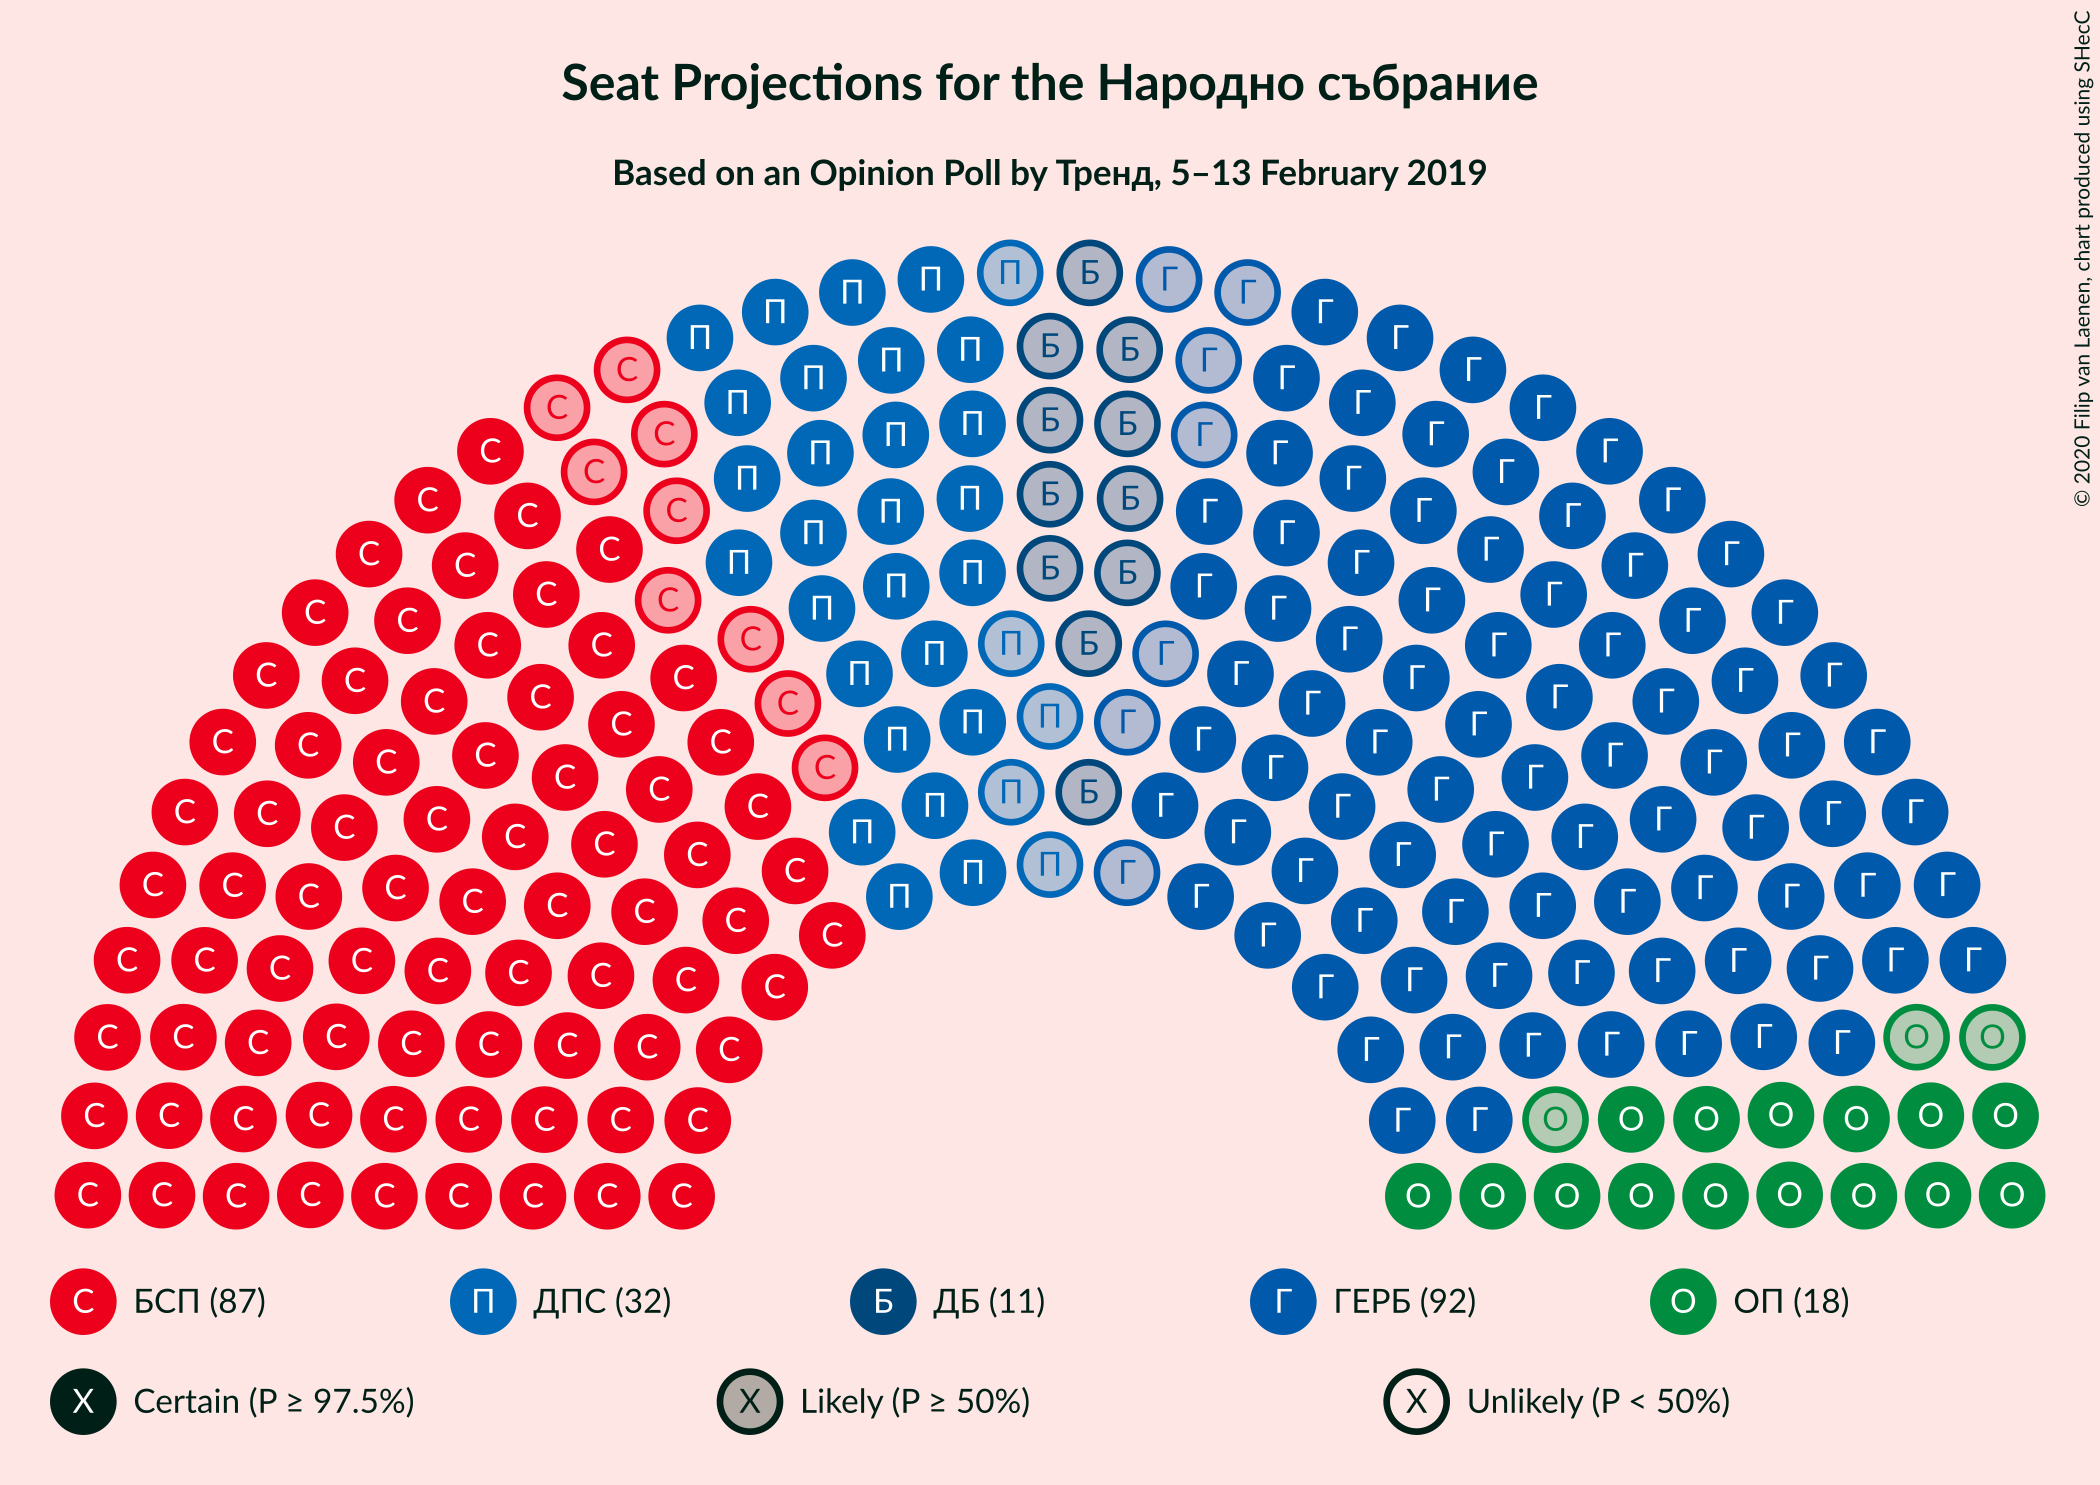 Seat Projections for the Народно събрание
Based on an Opinion Poll by Тренд, 5–13 February 2019
© 2020 Filip van Laenen, chart produced using SHecC
П П П П П Б Г Г Г Г
С БСП (87) П ДПС (32) Б ДБ (11) Г ГЕРБ (92) О ОП (18)
X Certain (P ≥ 97.5%) X Likely (P ≥ 50%) X Unlikely (P < 50%)